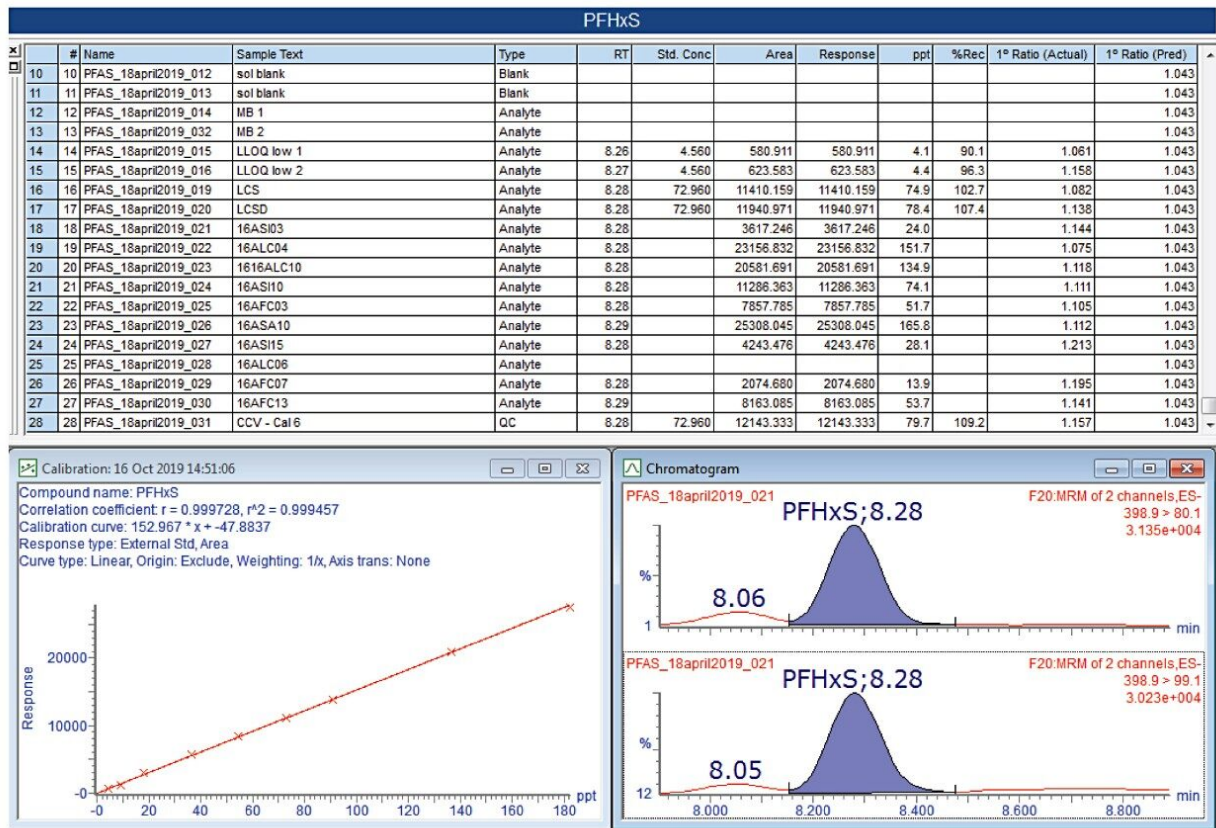 PFHxS
# Name Sample Text Type RT Std. Conc Area Response ppt %Rec 1º Ratio (Actual) 1º Ratio (Pred)
10 10 PFAS_18april2019_012 sol blank Blank 1.043
11 11 PFAS_18april2019_013 sol blank Blank 1.043
12 12 PFAS_18april2019_014 MB 1 Analyte 1.043
13 13 PFAS_18april2019_032 MB 2 Analyte 1.043
14 14 PFAS_18april2019_015 LLOQ low 1 Analyte 8.26 4.560 580.911 580.911 4.1 90.1 1.061 1.043
15 15 PFAS_18april2019_016 LLOQ low 2 Analyte 8.27 4.560 623.583 623.583 4.4 96.3 1.158 1.043
16 16 PFAS_18april2019_019 LCS Analyte 8.28 72.960 11410.159 11410.159 74.9 102.7 1.082 1.043
17 17 PFAS_18april2019_020 LCSD Analyte 8.28 72.960 11940.971 11940.971 78.4 107.4 1.138 1.043
18 18 PFAS_18april2019_021 16ASI03 Analyte 8.28 3617.246 3617.246 24.0 1.144 1.043
19 19 PFAS_18april2019_022 16ALC04 Analyte 8.28 23156.832 23156.832 151.7 1.075 1.043
20 20 PFAS_18april2019_023 1616ALC10 Analyte 8.28 20581.691 20581.691 134.9 1.118 1.043
21 21 PFAS_18april2019_024 16ASI10 Analyte 8.28 11286.363 11286.363 74.1 1.111 1.043
22 22 PFAS_18april2019_025 16AFC03 Analyte 8.28 7857.785 7857.785 51.7 1.105 1.043
23 23 PFAS_18april2019_026 16ASA10 Analyte 8.29 25308.045 25308.045 165.8 1.112 1.043
24 24 PFAS_18april2019_027 16ASI15 Analyte 8.28 4243.476 4243.476 28.1 1.213 1.043
25 25 PFAS_18april2019_028 16ALC06 Analyte 1.043
26 26 PFAS_18april2019_029 16AFC07 Analyte 8.28 2074.680 2074.680 13.9 1.195 1.043
27 27 PFAS_18april2019_030 16AFC13 Analyte 8.29 8163.085 8163.085 53.7 1.141 1.043
28 28 PFAS_18april2019_031 CCV - Cal 6 QC 8.28 72.960 12143.333 12143.333 79.7 109.2 1.157 1.043
Calibration: 16 Oct 2019 14:51:06
Compound name: PFHxS
Correlation coefficient: r = 0.999728, r^2 = 0.999457
Calibration curve: 152.967 * x + -47.8837
Response type: External Std, Area
Curve type: Linear, Origin: Exclude, Weighting: 1/x, Axis trans: None
Response
20000
10000
-0
-0 20 40 60 80 100 120 140 160 180 ppt
Chromatogram
PFAS_18april2019_021
F20:MRM of 2 channels,ES-
398.9 > 80.1
3.135e+004
PFHxS;8.28
8.06
%
1
min
PFAS_18april2019_021
F20:MRM of 2 channels,ES-
398.9 > 99.1
3.023e+004
PFHxS;8.28
8.05
%
12
min
8.000 8.200 8.400 8.600 8.800